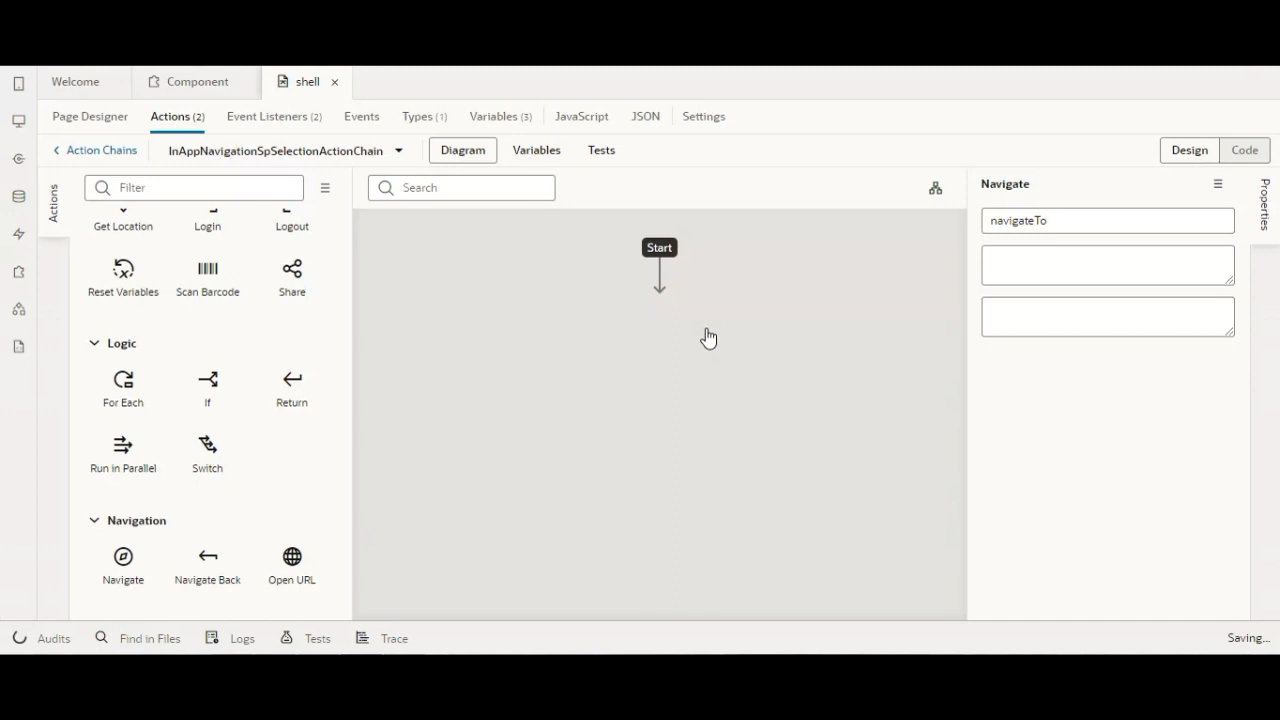 Welcome
Component
shell ×
Page Designer
Actions (2)
Event Listeners (2)
Events
Types (1)
Variables (3)
JavaScript
JSON
Settings
Action Chains
InAppNavigationSpSelectionActionChain
Diagram
Variables
Tests
Design
Code
Actions
Filter
Search
Navigate
Properties
navigateTo
Get Location
Login
Logout
Start
Reset Variables
Scan Barcode
Share
Logic
For Each
If
Return
Run in Parallel
Switch
Navigation
Navigate
Navigate Back
Open URL
Audits
Find in Files
Logs
Tests
Trace
Saving...